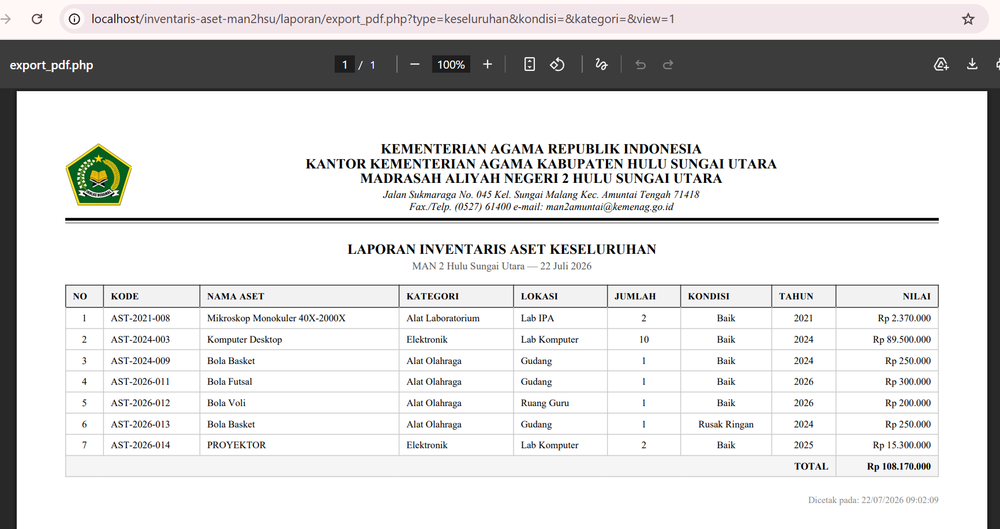 localhost/inventaris-aset-man2hsu/laporan/export_pdf.php?type=keseluruhan&kondisi=&kategori=&view=1
export_pdf.php
1 / 1
100%
IKHLAS BERAMAL
KEMENTERIAN AGAMA REPUBLIK INDONESIA
KANTOR KEMENTERIAN AGAMA KABUPATEN HULU SUNGAI UTARA
MADRASAH ALIYAH NEGERI 2 HULU SUNGAI UTARA
Jalan Sukmaraga No. 045 Kel. Sungai Malang Kec. Amuntai Tengah 71418
Fax./Telp. (0527) 61400 e-mail: man2amuntai@kemenag.go.id
LAPORAN INVENTARIS ASET KESELURUHAN
MAN 2 Hulu Sungai Utara — 22 Juli 2026
NO KODE NAMA ASET KATEGORI LOKASI JUMLAH KONDISI TAHUN NILAI
1 AST-2021-008 Mikroskop Monokuler 40X-2000X Alat Laboratorium Lab IPA 2 Baik 2021 Rp 2.370.000
2 AST-2024-003 Komputer Desktop Elektronik Lab Komputer 10 Baik 2024 Rp 89.500.000
3 AST-2024-009 Bola Basket Alat Olahraga Gudang 1 Baik 2024 Rp 250.000
4 AST-2026-011 Bola Futsal Alat Olahraga Gudang 1 Baik 2026 Rp 300.000
5 AST-2026-012 Bola Voli Alat Olahraga Ruang Guru 1 Baik 2026 Rp 200.000
6 AST-2026-013 Bola Basket Alat Olahraga Gudang 1 Rusak Ringan 2024 Rp 250.000
7 AST-2026-014 PROYEKTOR Elektronik Lab Komputer 2 Baik 2025 Rp 15.300.000
TOTAL Rp 108.170.000
Dicetak pada: 22/07/2026 09:02:09